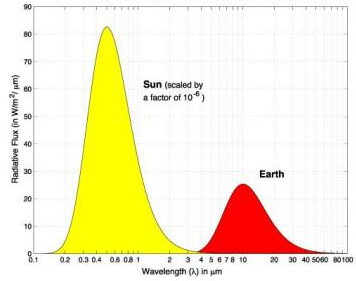 90
80
70
60
50
40
30
20
10
0
Radiative Flux (in W/m²/ μm)
Sun (scaled by
a factor of 10⁻⁶ )
Earth
0.1 0.2 0.3 0.4 0.6 0.8 1 2 3 4 5 6 7 8 10 20 30 40 50 60 80 100
Wavelength (λ) in μm